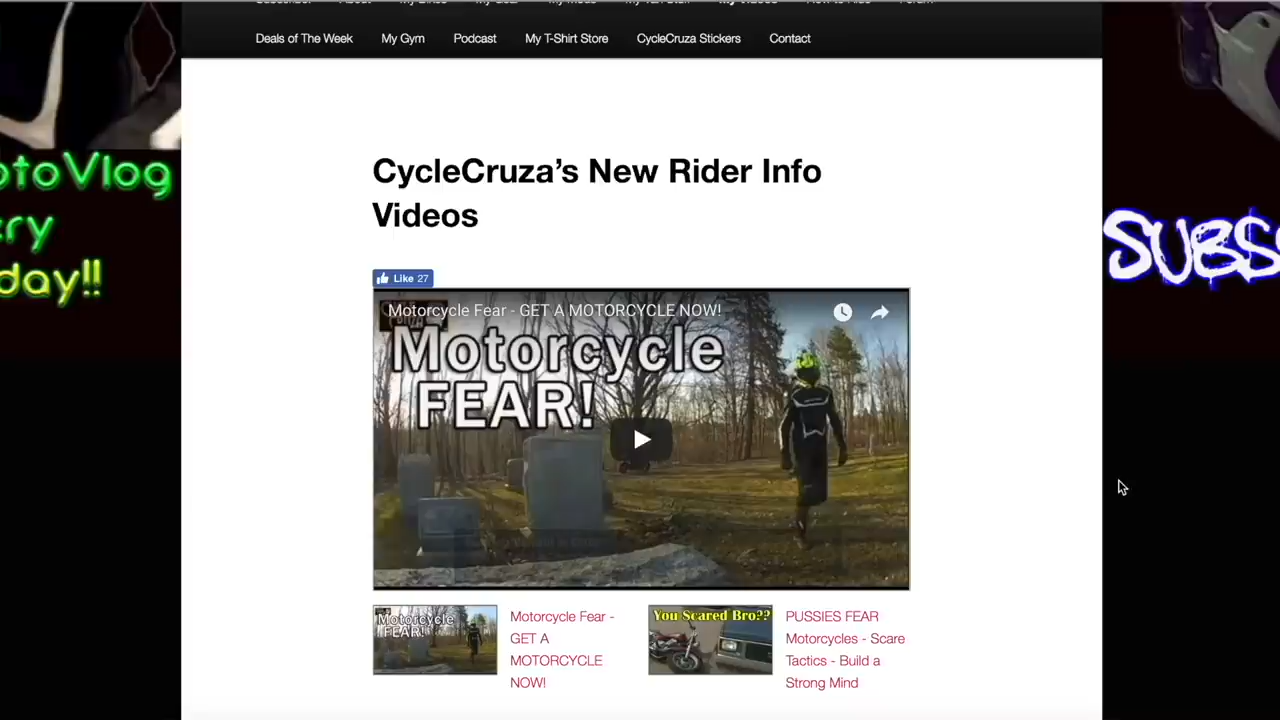 Deals of The Week My Gym Podcast My T-Shirt Store CycleCruza Stickers Contact
otoVlog
ery
day!!
SUBS
CycleCruza's New Rider Info
Videos
Like 27
Motorcycle Fear - GET A MOTORCYCLE NOW!
Motorcycle
FEAR!
Motorcycle
FEAR!
Motorcycle Fear -
GET A
MOTORCYCLE
NOW!
You Scared Bro??
PUSSIES FEAR
Motorcycles - Scare
Tactics - Build a
Strong Mind